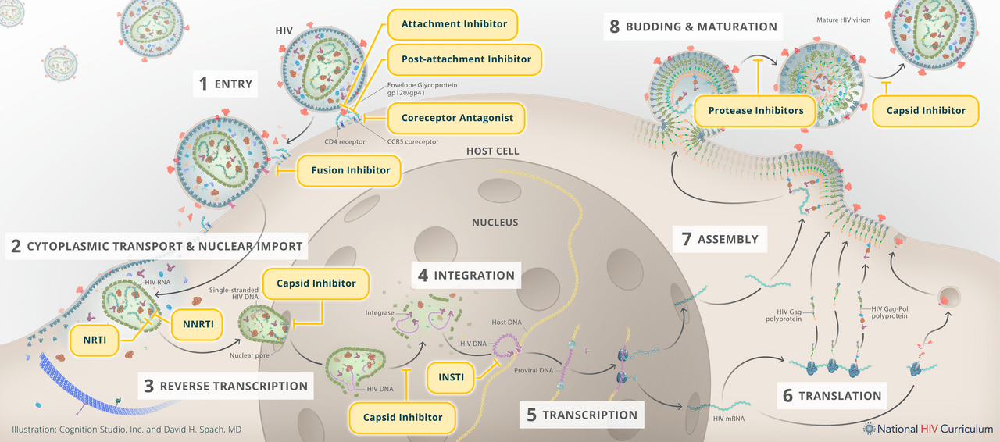 HIV
Attachment Inhibitor
Post-attachment Inhibitor
Envelope Glycoprotein
gp120/gp41
Coreceptor Antagonist
CD4 receptor
CCR5 coreceptor
1 ENTRY
Fusion Inhibitor
HOST CELL
NUCLEUS
2 CYTOPLASMIC TRANSPORT & NUCLEAR IMPORT
HIV RNA
Single-stranded
HIV DNA
Capsid Inhibitor
NNRTI
NRTI
Nuclear pore
3 REVERSE TRANSCRIPTION
4 INTEGRATION
Integrase
Host DNA
HIV DNA
HIV DNA
INSTI
Capsid Inhibitor
Proviral DNA
5 TRANSCRIPTION
HIV mRNA
6 TRANSLATION
HIV Gag
polyprotein
HIV Gag-Pol
polyprotein
7 ASSEMBLY
8 BUDDING & MATURATION
Mature HIV virion
Protease Inhibitors
Capsid Inhibitor
Illustration: Cognition Studio, Inc. and David H. Spach, MD
National HIV Curriculum